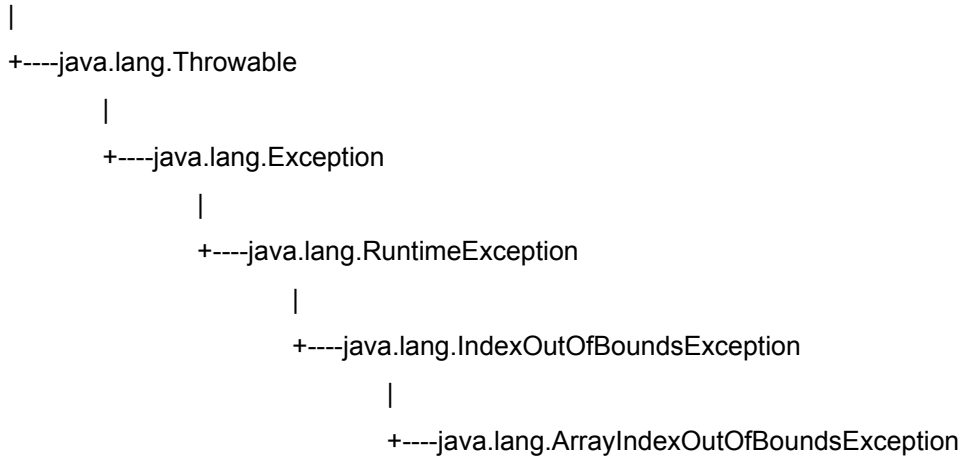 |
+----java.lang.Throwable
|
+----java.lang.Exception
|
+----java.lang.RuntimeException
|
+----java.lang.IndexOutOfBoundsException
|
+----java.lang.ArrayIndexOutOfBoundsException